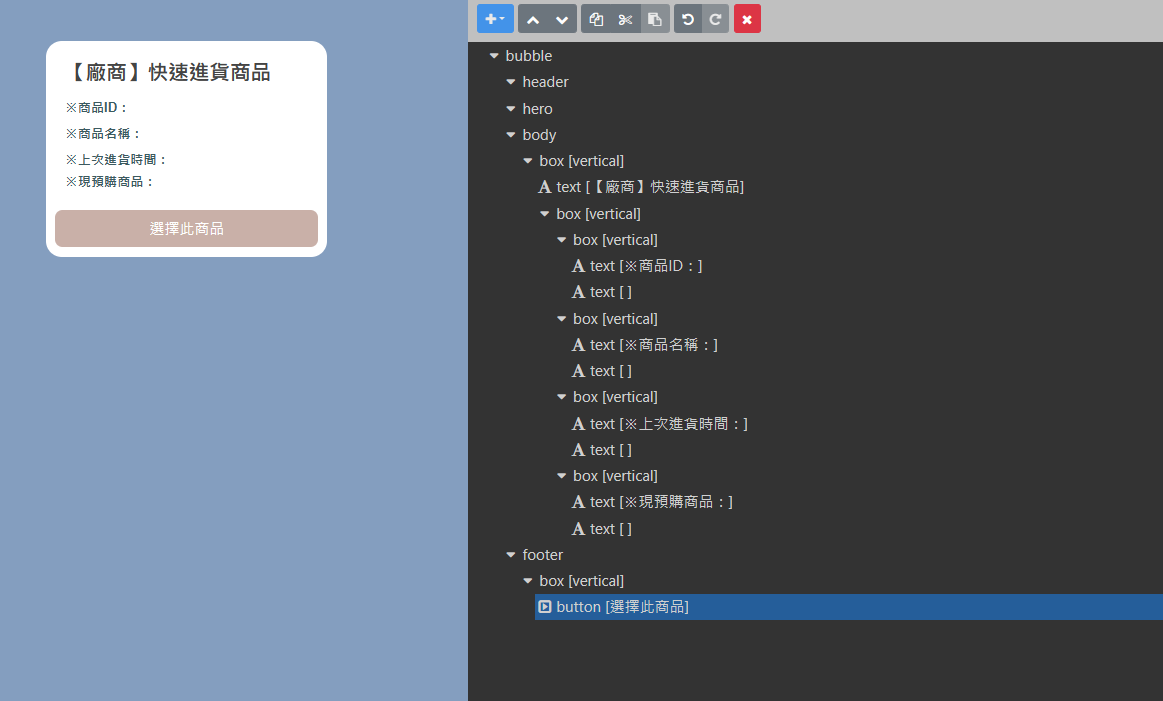 【廠商】快速進貨商品
※商品ID：
※商品名稱：
※上次進貨時間：
※現預購商品：
選擇此商品
bubble
header
hero
body
box [vertical]
A text [【廠商】快速進貨商品]
box [vertical]
box [vertical]
A text [※商品ID：]
A text [ ]
box [vertical]
A text [※商品名稱：]
A text [ ]
box [vertical]
A text [※上次進貨時間：]
A text [ ]
box [vertical]
A text [※現預購商品：]
A text [ ]
footer
box [vertical]
button [選擇此商品]